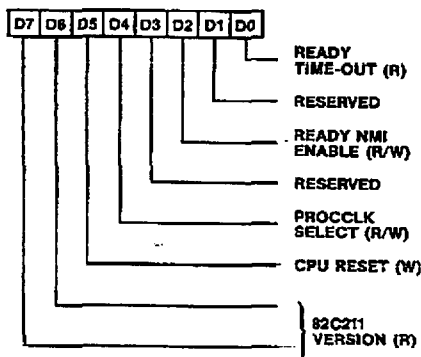 D7 D6 D5 D4 D3 D2 D1 D0
READY
TIME-OUT (R)
RESERVED
READY NMI
ENABLE (R/W)
RESERVED
PROCCLK
SELECT (R/W)
CPU RESET (W)
82C211
VERSION (R)